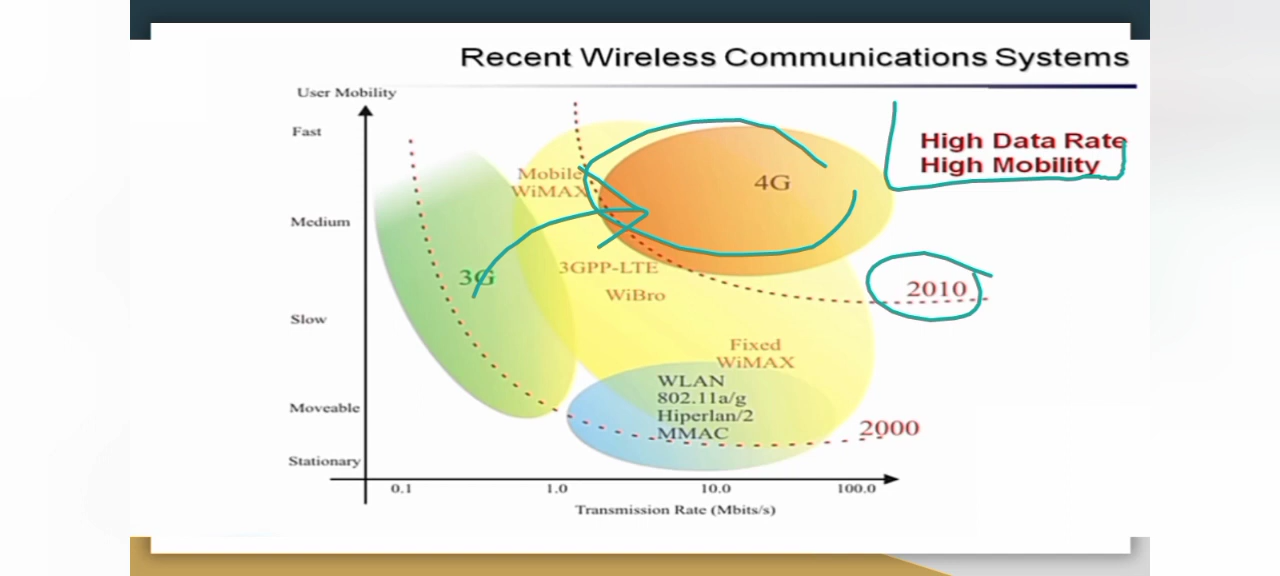 Recent Wireless Communications Systems
User Mobility
Fast
High Data Rate
High Mobility
Mobile
WiMAX
4G
Medium
3G
3GPP-LTE
WiBro
2010
Slow
Fixed
WiMAX
WLAN
802.11a/g
Hiperlan/2
MMAC
Moveable
2000
Stationary
0.1
1.0
10.0
100.0
Transmission Rate (Mbits/s)